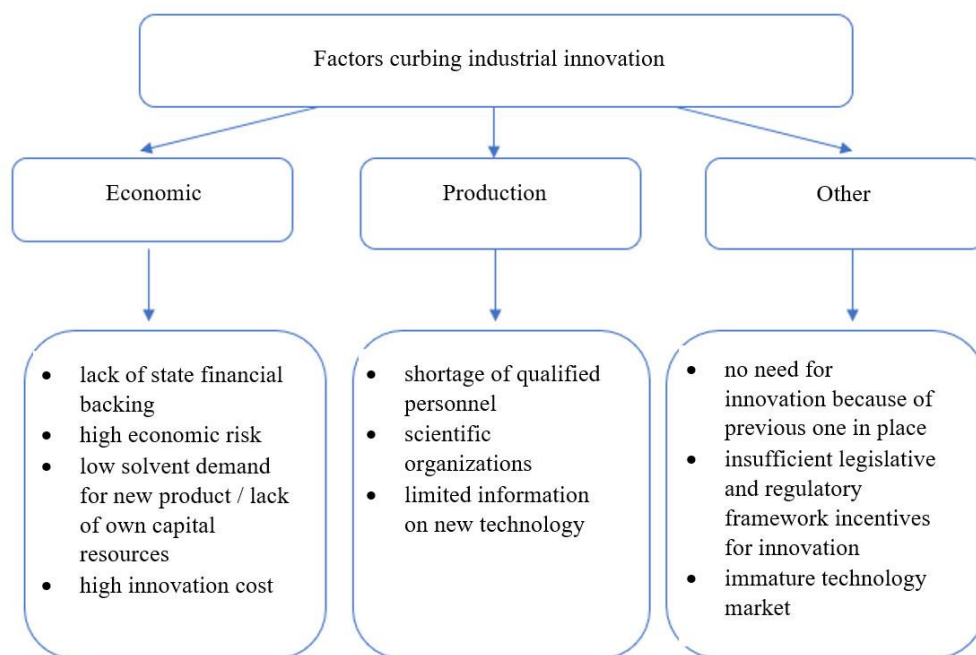 Factors curbing industrial innovation
Economic
Production
Other
• lack of state financial
backing
• high economic risk
• low solvent demand
for new product / lack
of own capital
resources
• high innovation cost
• shortage of qualified
personnel
• scientific
organizations
• limited information
on new technology
• no need for
innovation because of
previous one in place
• insufficient legislative
and regulatory
framework incentives
for innovation
• immature technology
market